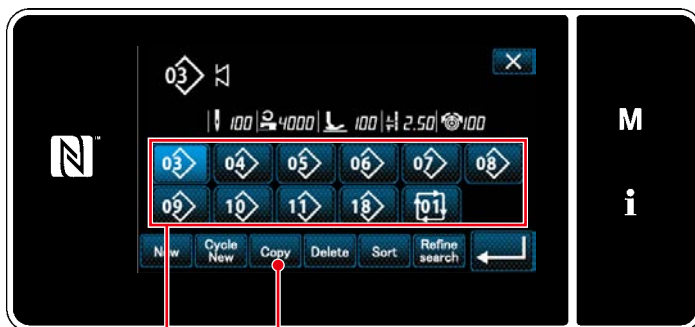 03
100 4000 100 2.50 100
M
03 04 05 06 07 08
i
09 10 11 18 01
New Cycle New Copy Delete Sort Refine search